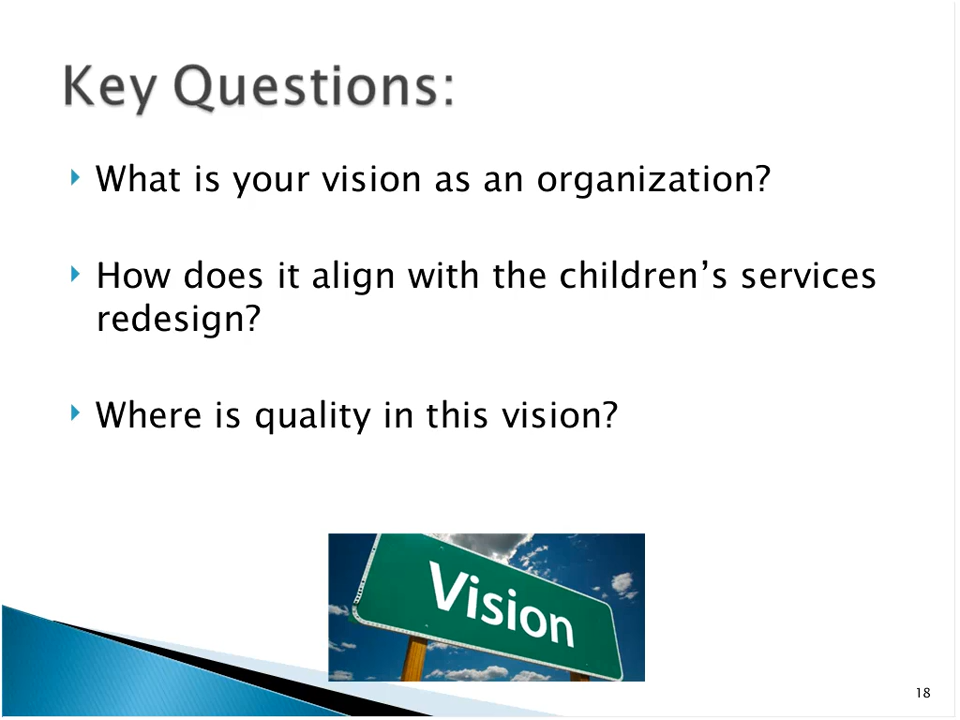 Key Questions:
What is your vision as an organization?
How does it align with the children’s services
redesign?
Where is quality in this vision?
Vision
18